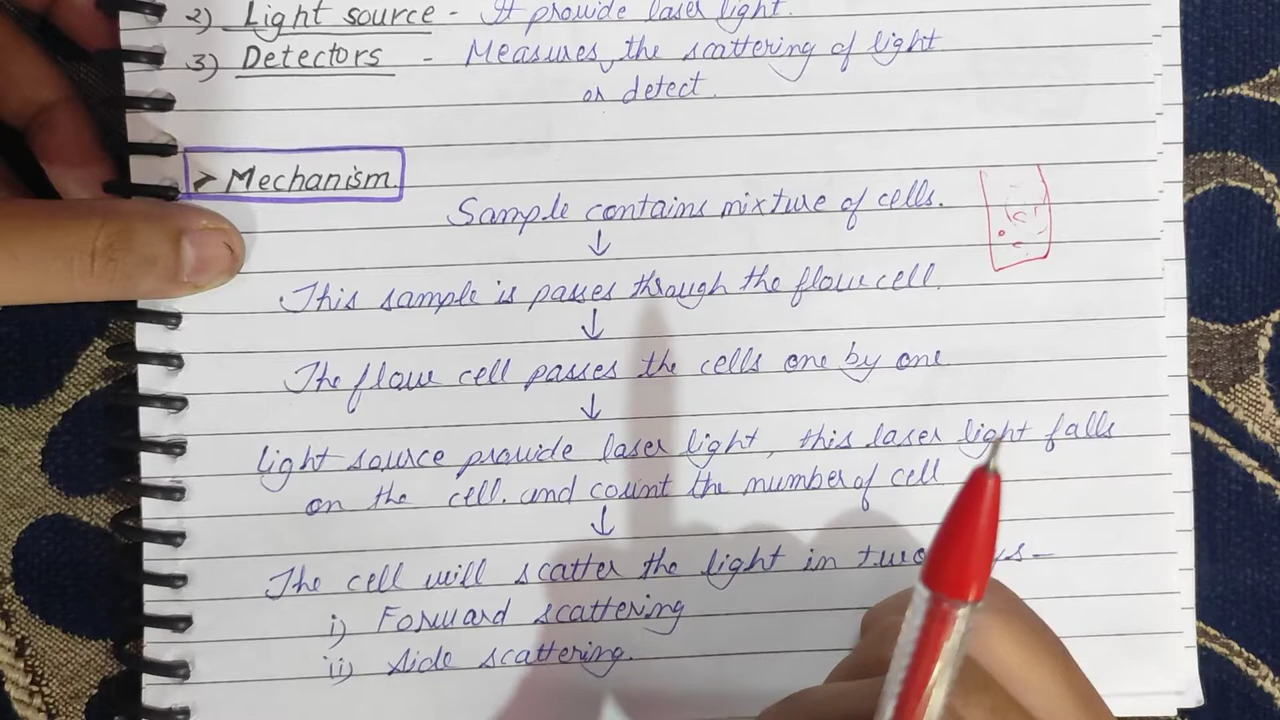 2) Light source - It provide laser light.
3) Detectors - Measures, the scattering of light
or detect.
➤ Mechanism
Sample contains mixture of cells.
↓
This sample is passes through the flow cell.
↓
The flow cell passes the cells one by one
↓
light source provide laser light, this laser light falls
on the cell. and count the number of cell
↓
The cell will scatter the light in two
i) Forward scattering
ii) side scattering.